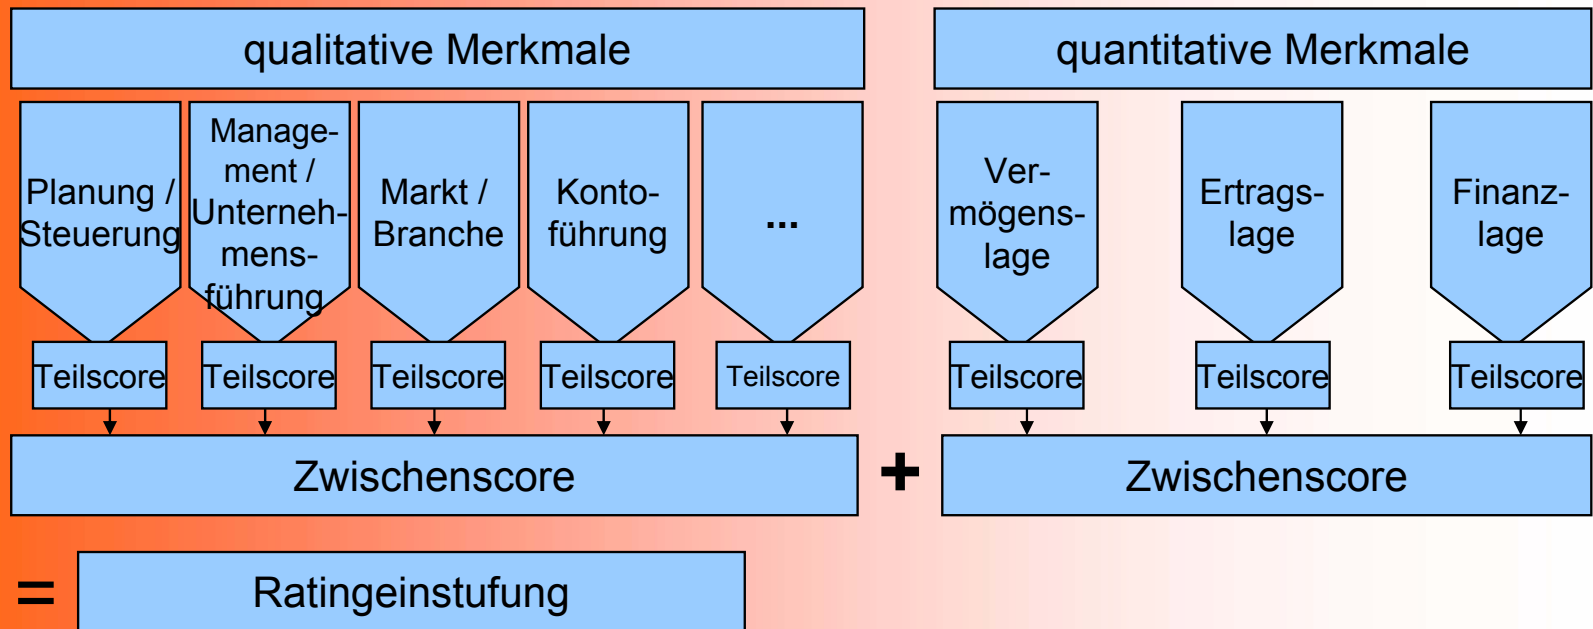 qualitative Merkmale
quantitative Merkmale
Planung /
Steuerung
Manage-
ment /
Unterneh-
mens-
führung
Markt /
Branche
Konto-
führung
...
Ver-
mögens-
lage
Ertrags-
lage
Finanz-
lage
Teilscore
Teilscore
Teilscore
Teilscore
Teilscore
Teilscore
Teilscore
Teilscore
Zwischenscore
+
Zwischenscore
=
Ratingeinstufung